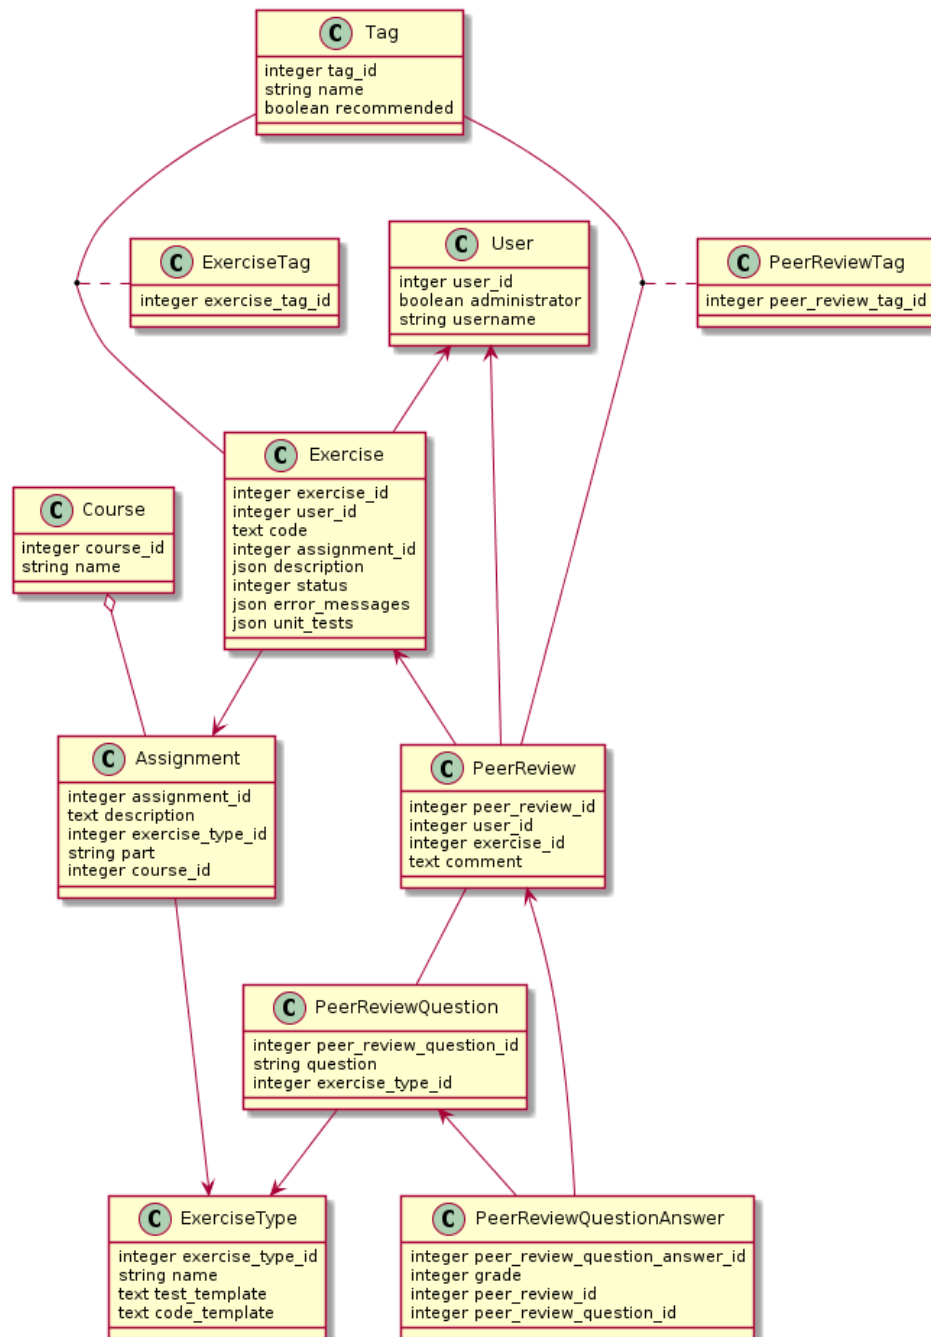 C Tag
integer tag_id
string name
boolean recommended
C ExerciseTag
integer exercise_tag_id
C User
intger user_id
boolean administrator
string username
C PeerReviewTag
integer peer_review_tag_id
C Exercise
integer exercise_id
integer user_id
text code
integer assignment_id
json description
integer status
json error_messages
json unit_tests
C Course
integer course_id
string name
C Assignment
integer assignment_id
text description
integer exercise_type_id
string part
integer course_id
C PeerReview
integer peer_review_id
integer user_id
integer exercise_id
text comment
C PeerReviewQuestion
integer peer_review_question_id
string question
integer exercise_type_id
C ExerciseType
integer exercise_type_id
string name
text test_template
text code_template
C PeerReviewQuestionAnswer
integer peer_review_question_answer_id
integer grade
integer peer_review_id
integer peer_review_question_id